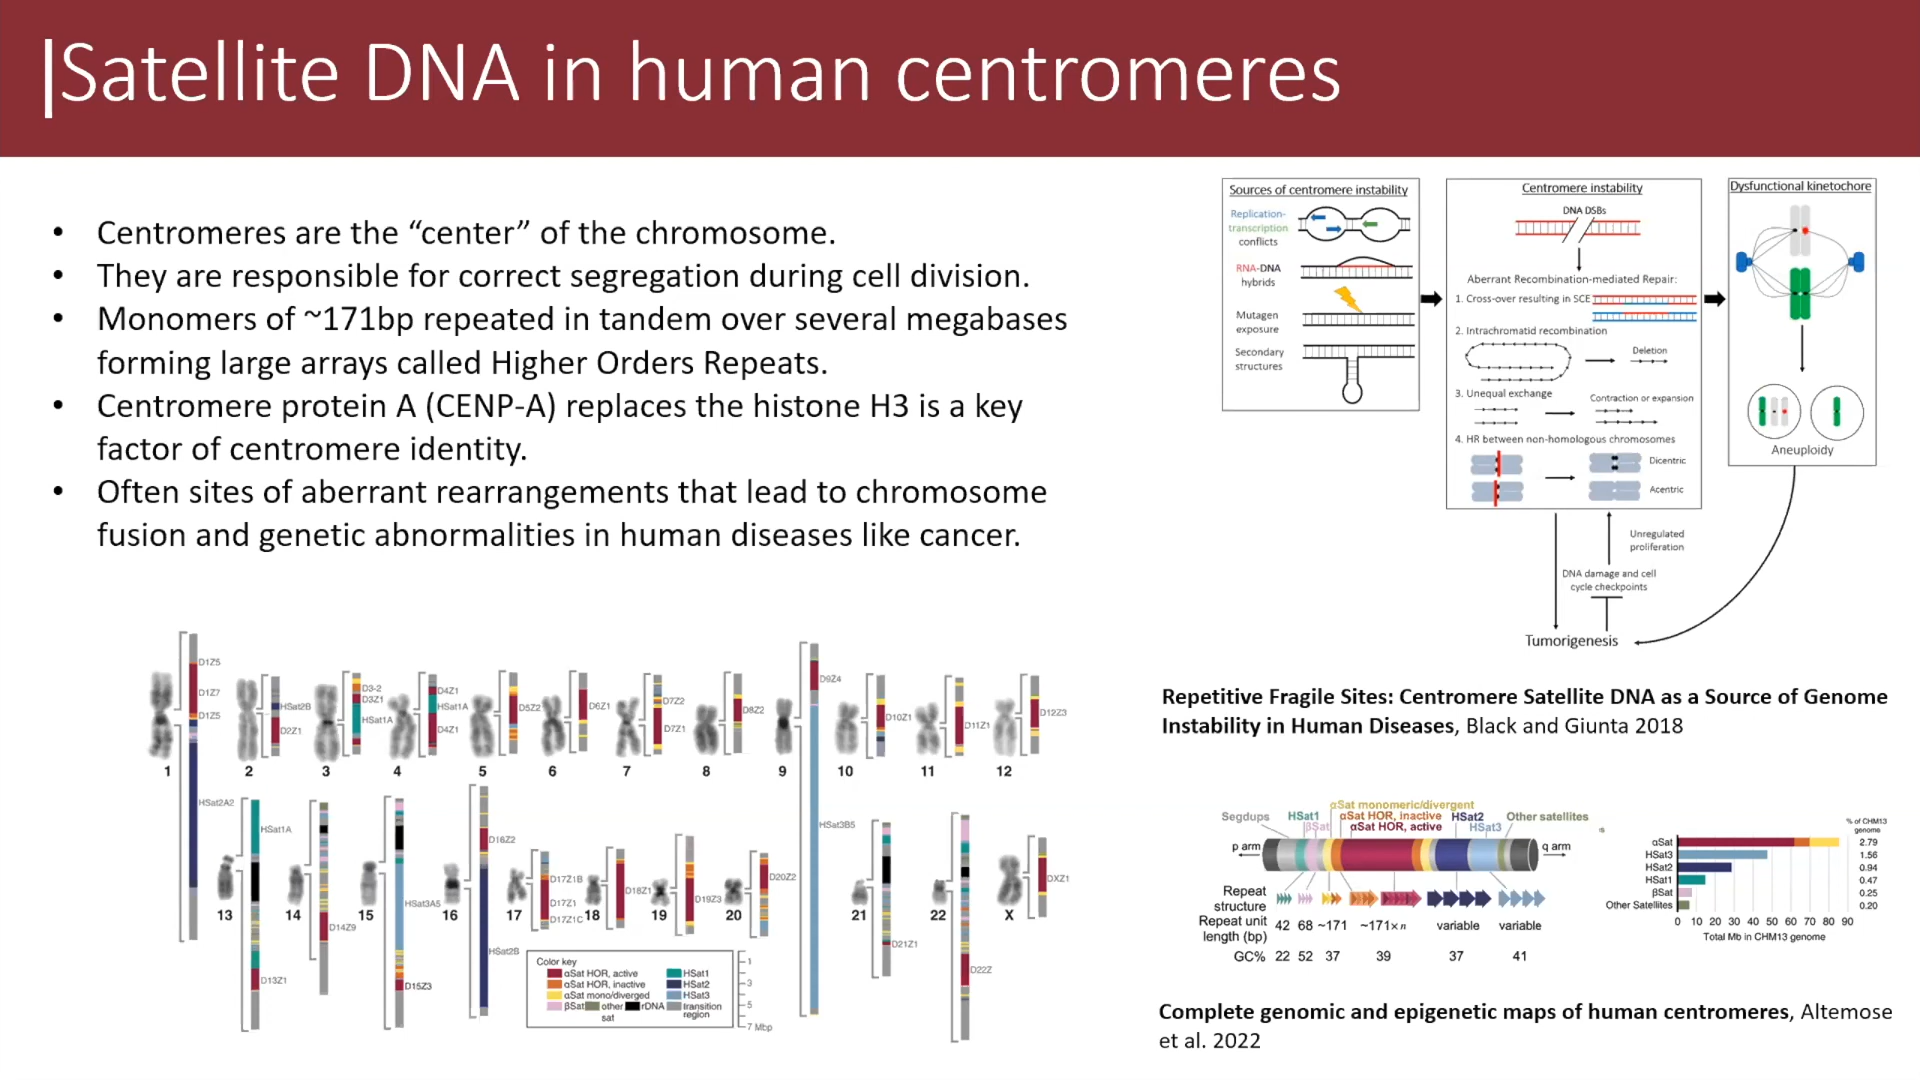 |Satellite DNA in human centromeres
• Centromeres are the “center” of the chromosome.
• They are responsible for correct segregation during cell division.
• Monomers of ~171bp repeated in tandem over several megabases
forming large arrays called Higher Orders Repeats.
• Centromere protein A (CENP-A) replaces the histone H3 is a key
factor of centromere identity.
• Often sites of aberrant rearrangements that lead to chromosome
fusion and genetic abnormalities in human diseases like cancer.
Sources of centromere instability
Replication-
transcription
conflicts
RNA-DNA
hybrids
Mutagen
exposure
Secondary
structures
Centromere instability
DNA DSBs
Aberrant Recombination-mediated Repair:
1. Cross-over resulting in SCE
2. Intrachromatid recombination
Deletion
3. Unequal exchange
Contraction or expansion
4. HR between non-homologous chromosomes
Dicentric
Acentric
Dysfunctional kinetochore
Aneuploidy
Unregulated
proliferation
DNA damage and cell
cycle checkpoints
Tumorigenesis
Repetitive Fragile Sites: Centromere Satellite DNA as a Source of Genome
Instability in Human Diseases, Black and Giunta 2018
D1Z5
D1Z7
D1Z5
HSat2A2
1
HSat2B
D2Z1
2
D3-2
D3Z1
HSat1A
3
D4Z1
HSat1A
D4Z1
4
D5Z2
5
D6Z1
6
D7Z2
D7Z1
7
D8Z2
8
D9Z4
HSat3B5
9
D10Z1
10
D11Z1
11
D12Z3
12
HSat1A
D13Z1
13
D14Z9
14
HSat3A5
D15Z3
15
D16Z2
HSat2B
16
D17Z1B
D17Z1
D17Z1C
17
D18Z1
18
D19Z3
19
D20Z2
20
D21Z1
21
D22Z
22
DXZ1
X
Color key
αSat HOR, active
αSat HOR, inactive
αSat mono/diverged
βSat
other
sat
rDNA
HSat1
HSat2
HSat3
transition
region
1
3
5
7 Mbp
Segdups
HSat1
βSat
αSat monomeric/divergent
αSat HOR, inactive
αSat HOR, active
HSat2
HSat3
Other satellites
p arm
q arm
Repeat
structure
Repeat unit
length (bp)
42 68 ~171 ~171×n variable variable
GC% 22 52 37 39 37 41
% of CHM13
genome
αSat 2.79
HSat3 1.56
HSat2 0.94
HSat1 0.47
βSat 0.25
Other Satellites 0.20
0 10 20 30 40 50 60 70 80 90
Total Mb in CHM13 genome
Complete genomic and epigenetic maps of human centromeres, Altemose
et al. 2022